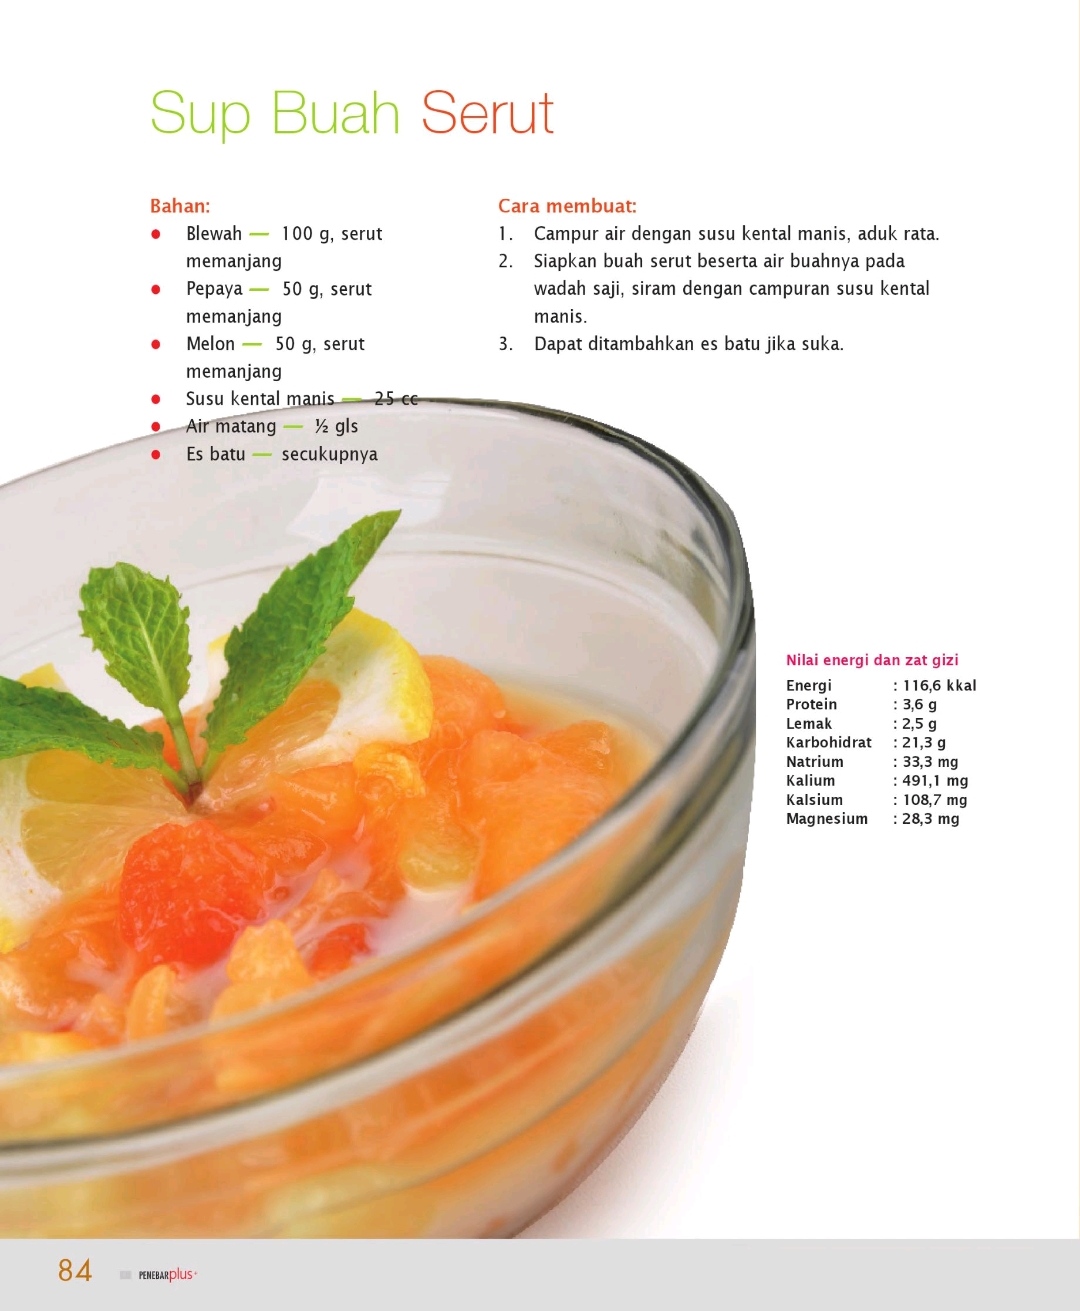 Sup Buah Serut
Bahan:
● Blewah — 100 g, serut
memanjang
● Pepaya — 50 g, serut
memanjang
● Melon — 50 g, serut
memanjang
● Susu kental manis — 25 cc
● Air matang — ½ gls
● Es batu — secukupnya
Cara membuat:
1. Campur air dengan susu kental manis, aduk rata.
2. Siapkan buah serut beserta air buahnya pada
wadah saji, siram dengan campuran susu kental
manis.
3. Dapat ditambahkan es batu jika suka.
Nilai energi dan zat gizi
Energi : 116,6 kkal
Protein : 3,6 g
Lemak : 2,5 g
Karbohidrat : 21,3 g
Natrium : 33,3 mg
Kalium : 491,1 mg
Kalsium : 108,7 mg
Magnesium : 28,3 mg
84 PENEBARplus+